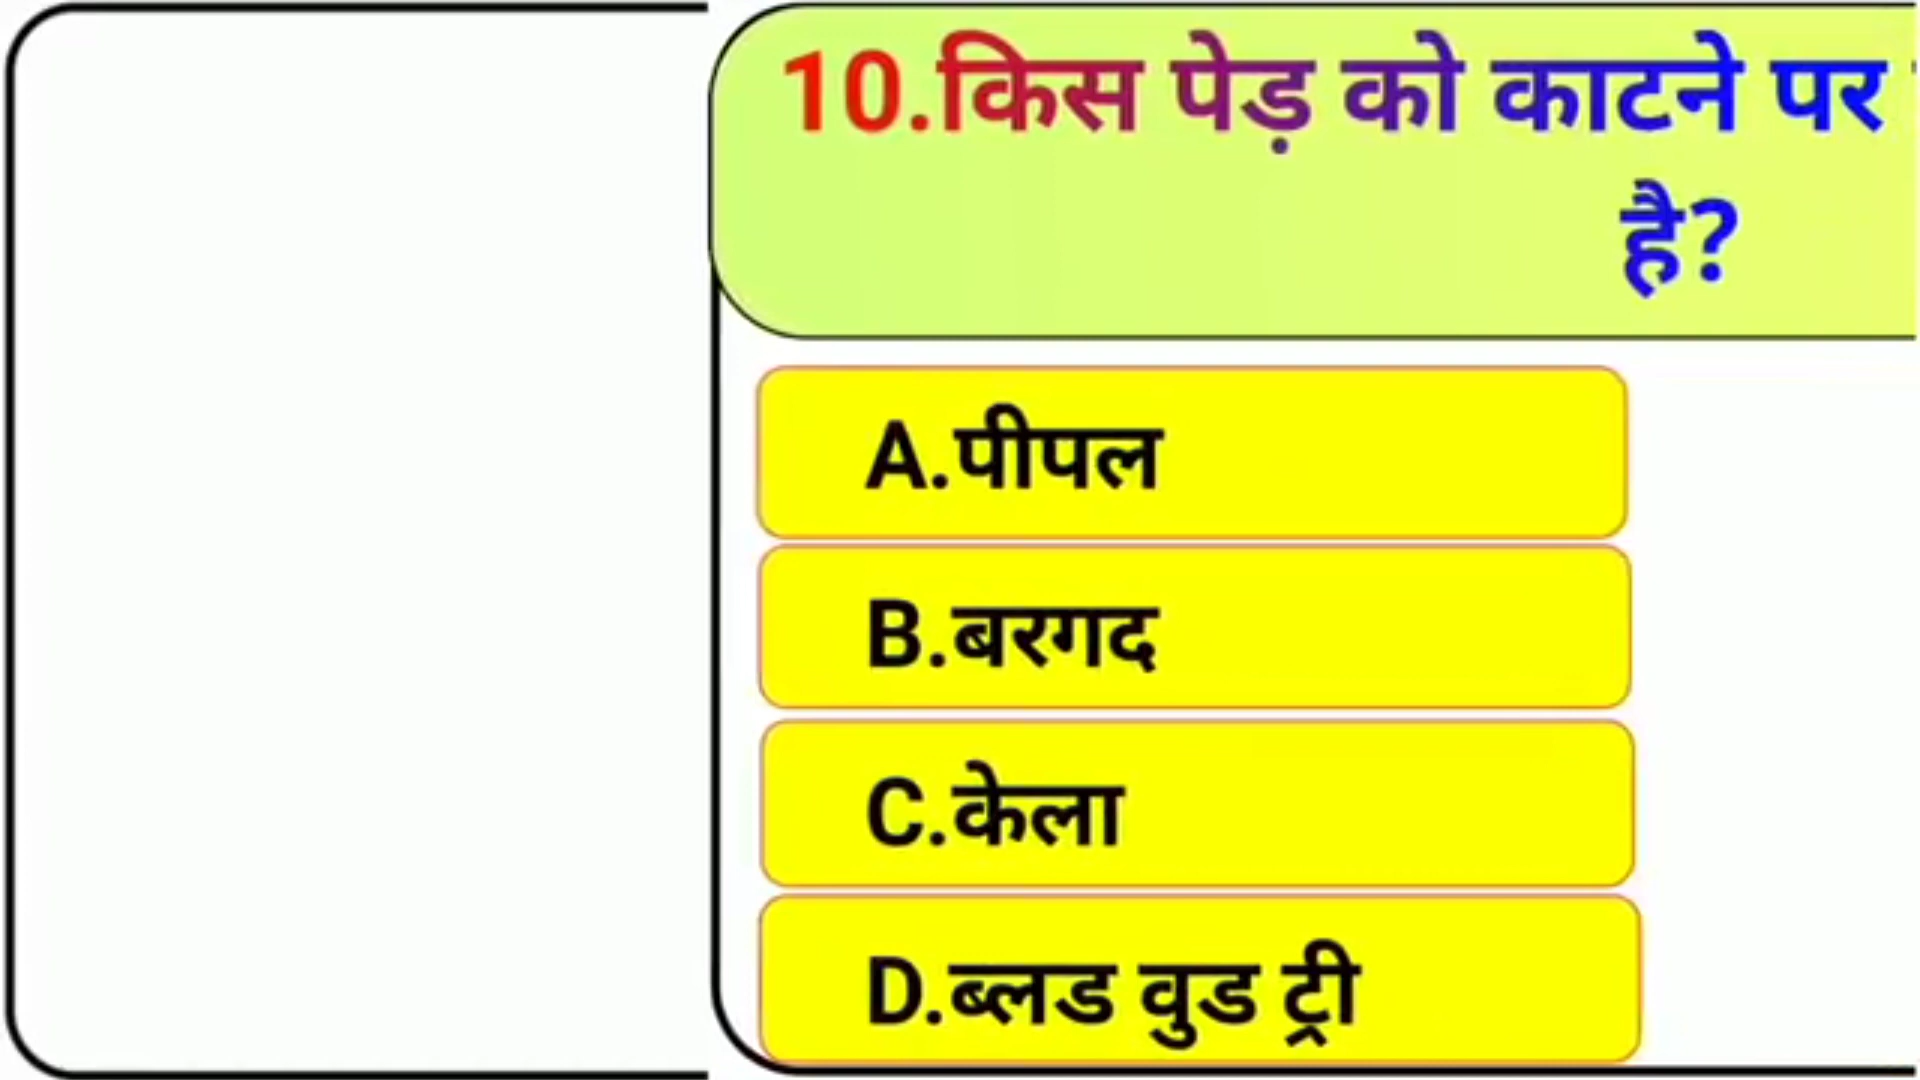 10.किस पेड़ को काटने पर
है?
A.पीपल
B.बरगद
C.केला
D.ब्लड वुड ट्री